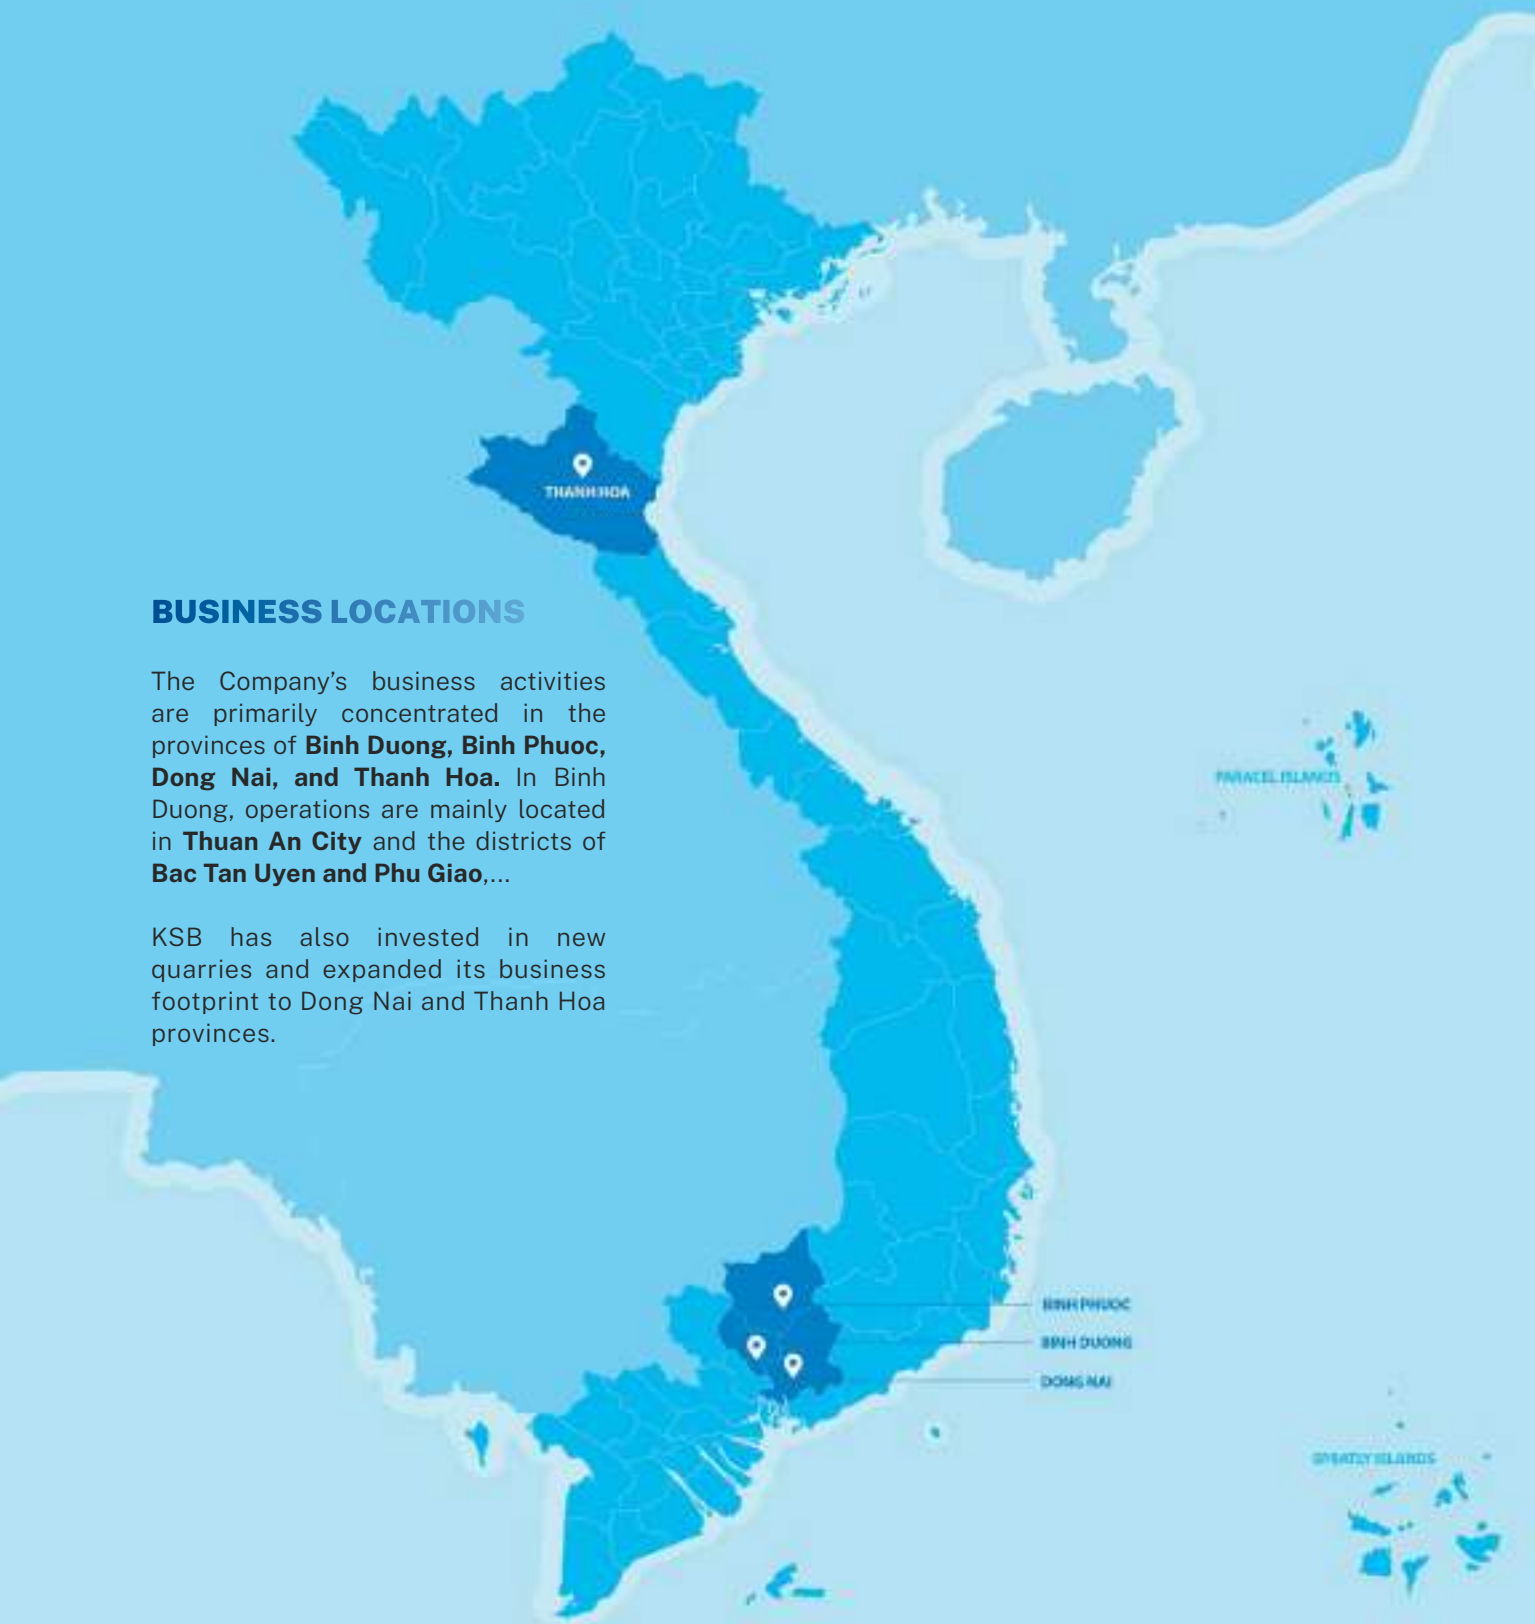 THANH HOA
BUSINESS LOCATIONS
The Company's business activities
are primarily concentrated in the
provinces of Binh Duong, Binh Phuoc,
Dong Nai, and Thanh Hoa. In Binh
Duong, operations are mainly located
in Thuan An City and the districts of
Bac Tan Uyen and Phu Giao,...
KSB has also invested in new
quarries and expanded its business
footprint to Dong Nai and Thanh Hoa
provinces.
PARACEL ISLANDS
BINH PHUOC
BINH DUONG
DONG NAI
SPRATLY ISLANDS